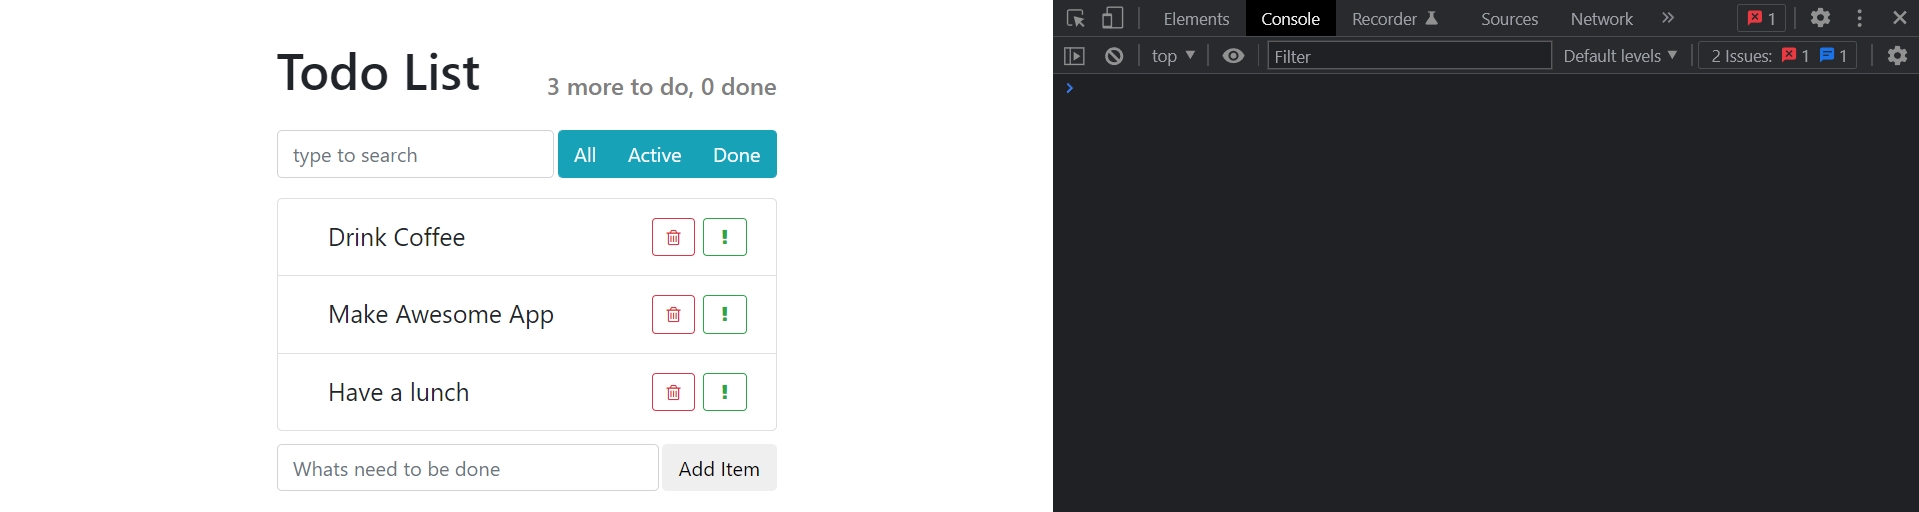 Todo List
3 more to do, 0 done
type to search
All Active Done
Drink Coffee
Make Awesome App
Have a lunch
Whats need to be done
Add Item
Elements Console Recorder Sources Network » 1
top Filter Default levels 2 Issues: 1 1